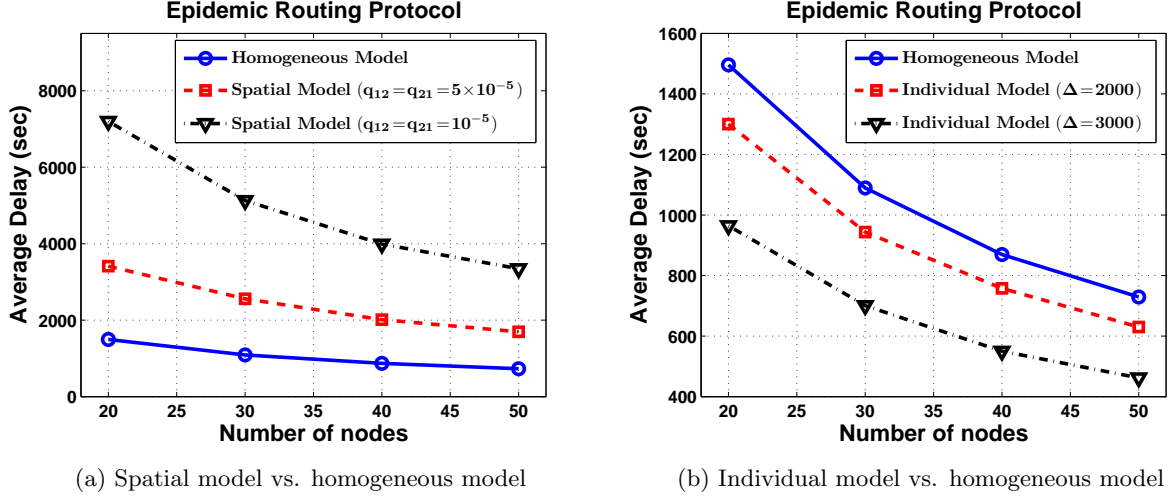 Epidemic Routing Protocol
Average Delay (sec)
8000
6000
4000
2000
0
20 25 30 35 40 45 50
Number of nodes
Homogeneous Model
Spatial Model (q₁₂=q₂₁=5×10⁻⁵)
Spatial Model (q₁₂=q₂₁=10⁻⁵)
(a) Spatial model vs. homogeneous model
Epidemic Routing Protocol
Average Delay (sec)
1600
1400
1200
1000
800
600
400
20 25 30 35 40 45 50
Number of nodes
Homogeneous Model
Individual Model (Δ=2000)
Individual Model (Δ=3000)
(b) Individual model vs. homogeneous model